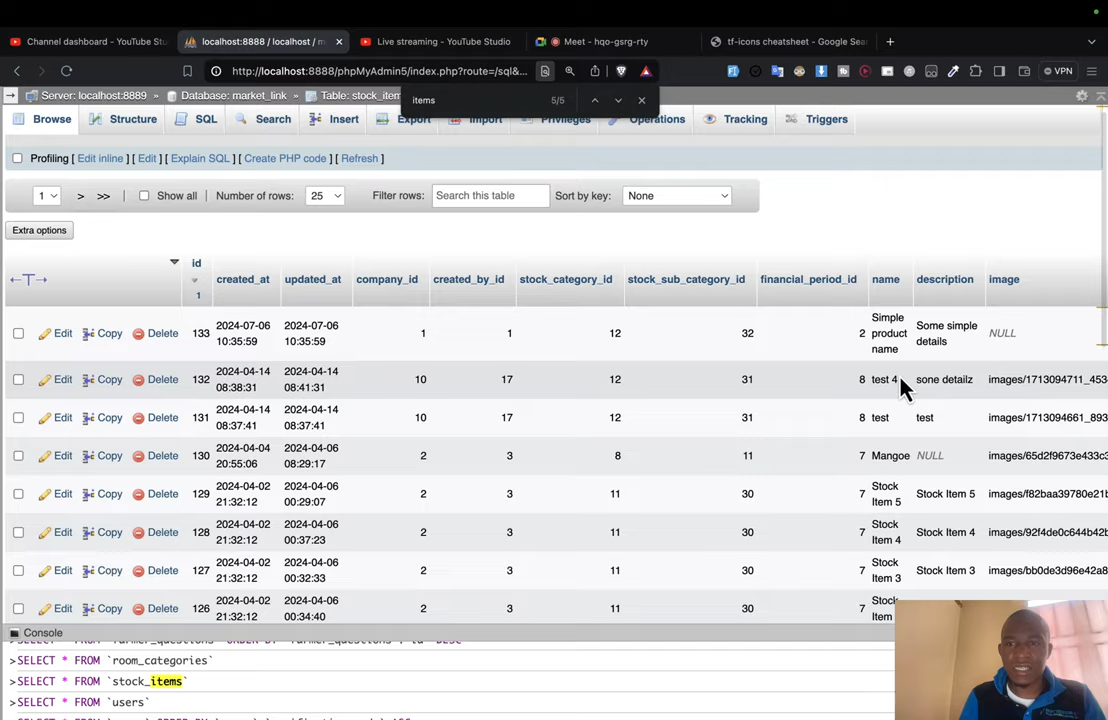 Channel dashboard - YouTube Stu
localhost:8888 / localhost / m
Live streaming - YouTube Studio
Meet - hqo-gsrg-rty
tf-icons cheatsheet - Google Sea
http://localhost:8888/phpMyAdmin5/index.php?route=/sql&...
VPN
Server: localhost:8889 » Database: market_link » Table: stock_item
items 5/5
Browse Structure SQL Search Insert Export Import Privileges Operations Tracking Triggers
Profiling [ Edit inline ] [ Edit ] [ Explain SQL ] [ Create PHP code ] [ Refresh ]
1 > >> Show all Number of rows: 25 Filter rows: Search this table Sort by key: None
Extra options
id 1 created_at updated_at company_id created_by_id stock_category_id stock_sub_category_id financial_period_id name description image
Edit Copy Delete 133 2024-07-06 10:35:59 2024-07-06 10:35:59 1 1 12 32 2 Simple product name Some simple details NULL
Edit Copy Delete 132 2024-04-14 08:38:31 2024-04-14 08:41:31 10 17 12 31 8 test 4 sone detailz images/1713094711_453
Edit Copy Delete 131 2024-04-14 08:37:41 2024-04-14 08:37:41 10 17 12 31 8 test test images/1713094661_893
Edit Copy Delete 130 2024-04-04 20:55:06 2024-04-06 08:29:17 2 3 8 11 7 Mangoe NULL images/65d2f9673e433c3
Edit Copy Delete 129 2024-04-02 21:32:12 2024-04-06 00:29:07 2 3 11 30 7 Stock Item 5 Stock Item 5 images/f82baa39780e21b
Edit Copy Delete 128 2024-04-02 21:32:12 2024-04-06 00:37:23 2 3 11 30 7 Stock Item 4 Stock Item 4 images/92f4de0c644b42b
Edit Copy Delete 127 2024-04-02 21:32:12 2024-04-06 00:32:33 2 3 11 30 7 Stock Item 3 Stock Item 3 images/bb0de3d96e42a8
Edit Copy Delete 126 2024-04-02 21:32:12 2024-04-06 00:34:40 2 3 11 30 7 Stock Item
Console
>SELECT * FROM `room_categories`
>SELECT * FROM `stock_items`
>SELECT * FROM `users`